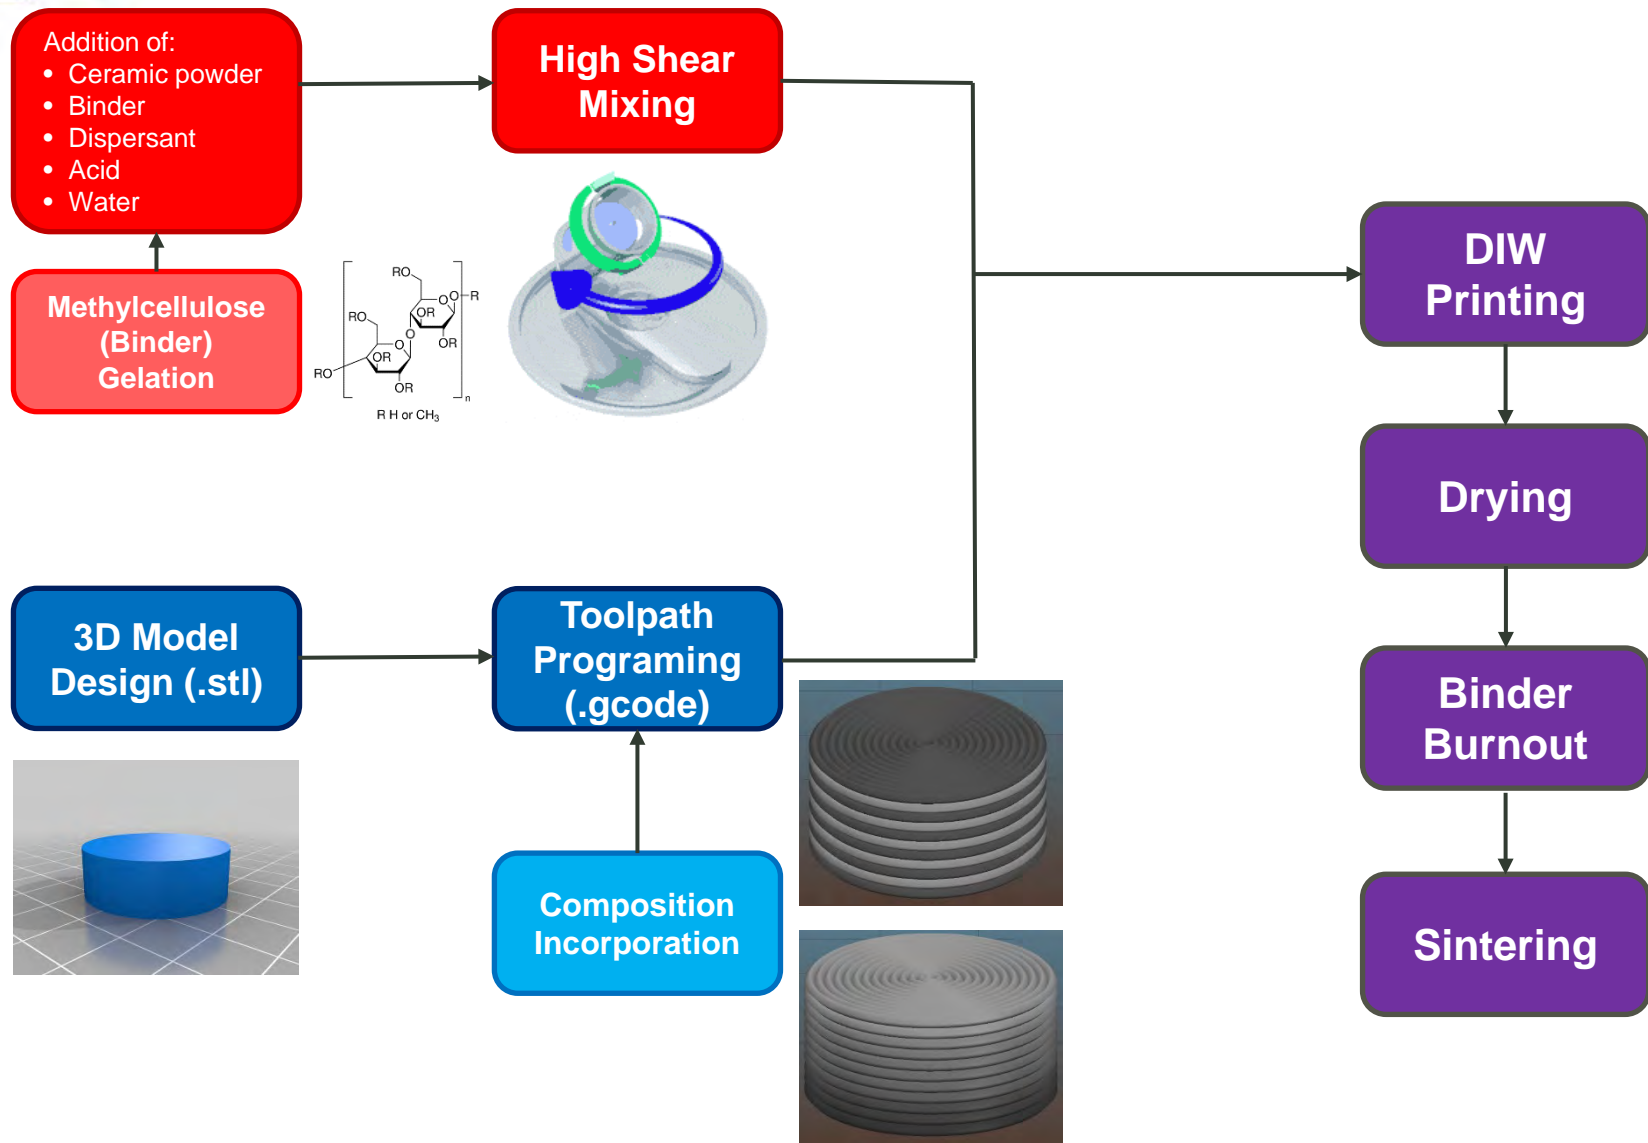 Addition of:
• Ceramic powder
• Binder
• Dispersant
• Acid
• Water
High Shear
Mixing
Methylcellulose
(Binder)
Gelation
RO
O
O
R
OR
RO
O
O
OR
OR
RO
OR
n
R H or CH₃
DIW
Printing
Drying
3D Model
Design (.stl)
Toolpath
Programing
(.gcode)
Binder
Burnout
Composition
Incorporation
Sintering